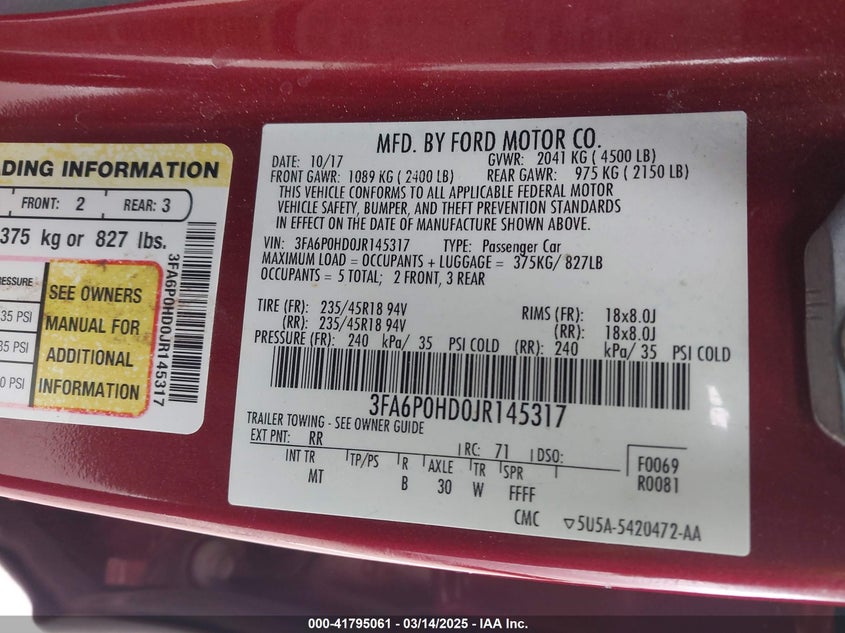 DING INFORMATION
FRONT: 2 REAR: 3
375 kg or 827 lbs.
RESSURE
35 PSI
35 PSI
0 PSI
SEE OWNERS
MANUAL FOR
ADDITIONAL
INFORMATION
3FA6P0HD0JR145317
MFD. BY FORD MOTOR CO.
DATE: 10/17 GVWR: 2041 KG ( 4500 LB)
FRONT GAWR: 1089 KG ( 2400 LB) REAR GAWR: 975 KG ( 2150 LB)
THIS VEHICLE CONFORMS TO ALL APPLICABLE FEDERAL MOTOR
VEHICLE SAFETY, BUMPER, AND THEFT PREVENTION STANDARDS
IN EFFECT ON THE DATE OF MANUFACTURE SHOWN ABOVE.
VIN: 3FA6P0HD0JR145317 TYPE: Passenger Car
MAXIMUM LOAD = OCCUPANTS + LUGGAGE = 375KG/ 827LB
OCCUPANTS = 5 TOTAL; 2 FRONT, 3 REAR
TIRE (FR): 235/45R18 94V RIMS (FR): 18x8.0J
(RR): 235/45R18 94V (RR): 18x8.0J
PRESSURE (FR): 240 kPa/ 35 PSI COLD (RR): 240 kPa/ 35 PSI COLD
3FA6P0HD0JR145317
TRAILER TOWING - SEE OWNER GUIDE
EXT PNT: RR RC: 71 DSO: F0069
INT TR TP/PS R AXLE TR SPR R0081
MT B 30 W FFFF
CMC ▽5U5A-5420472-AA
000-41795061 - 03/14/2025 - IAA Inc.